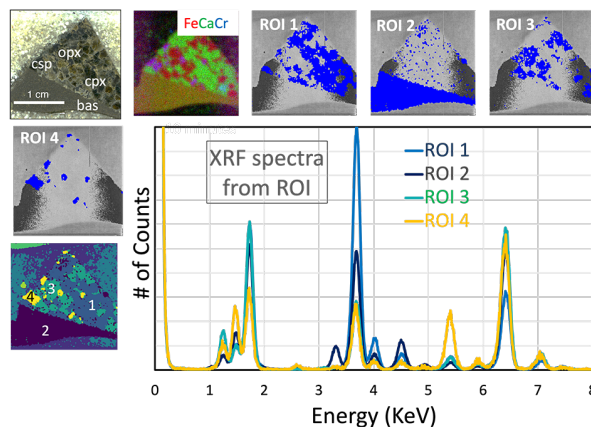 opx
csp
cpx
1 cm
bas
FeCaCr
ROI 1
ROI 2
ROI 3
ROI 4
3
4
1
2
XRF spectra
from ROI
ROI 1
ROI 2
ROI 3
ROI 4
# of Counts
0 1 2 3 4 5 6 7 8
Energy (KeV)